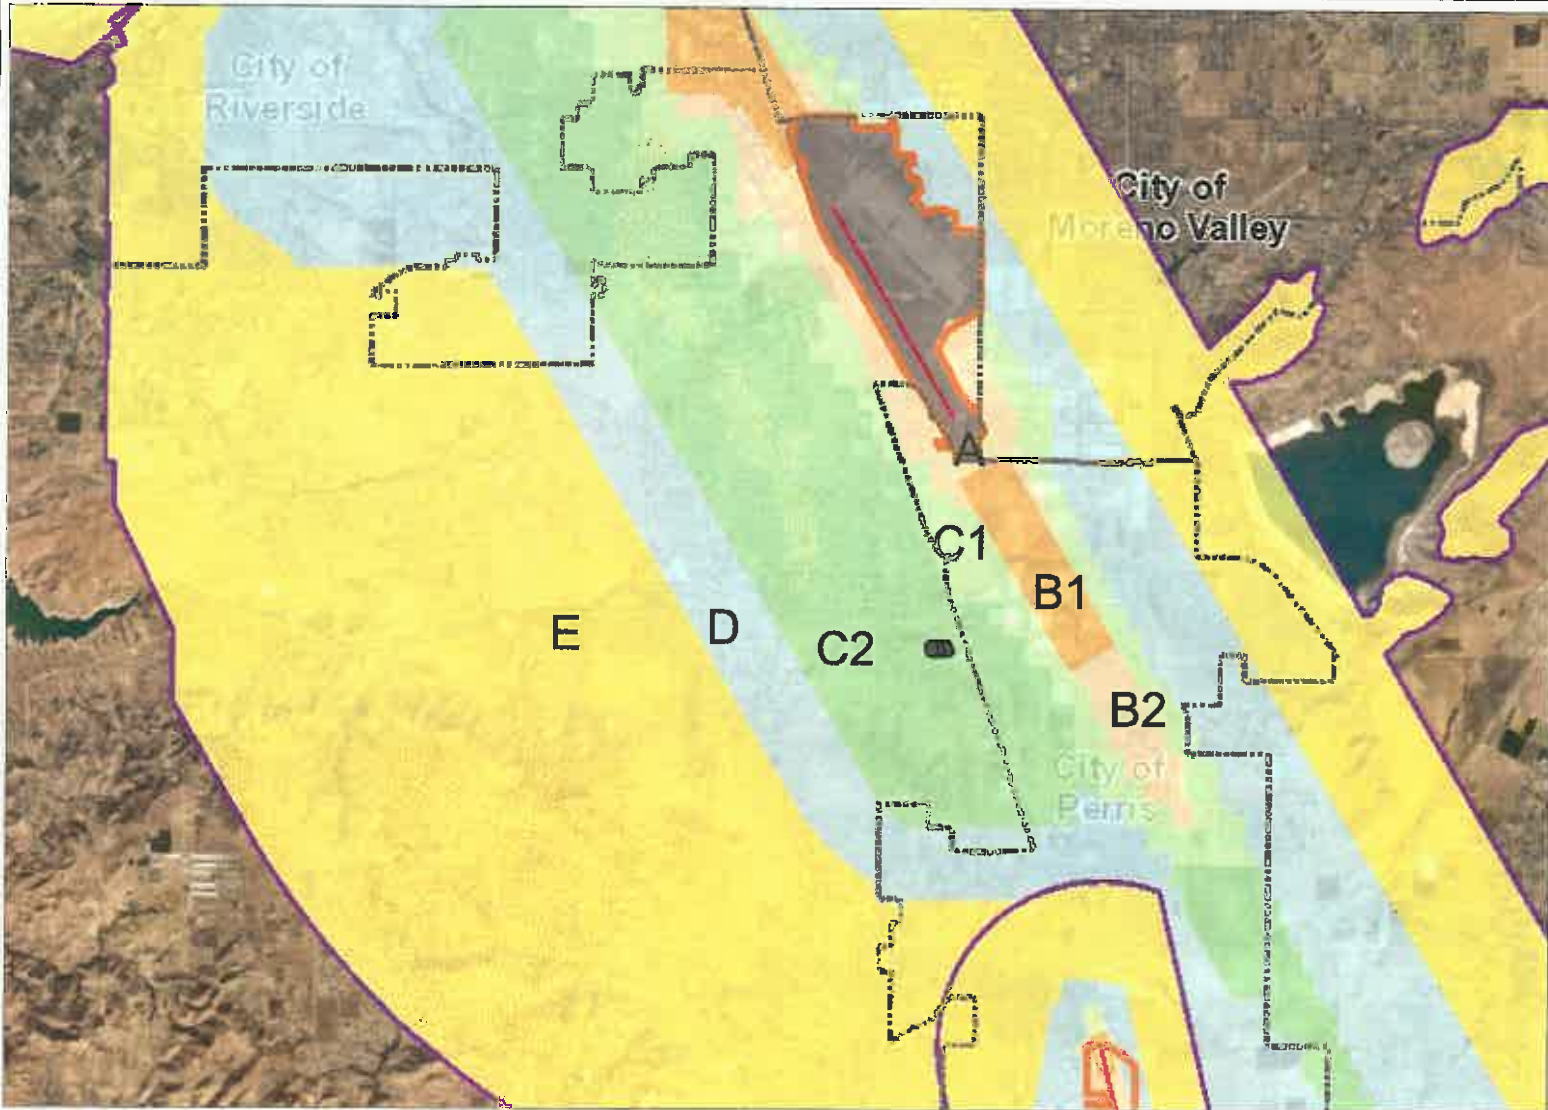 City of
Riverside
City of
Moreno Valley
A
C1
B1
E
D
C2
B2
City of
Perris